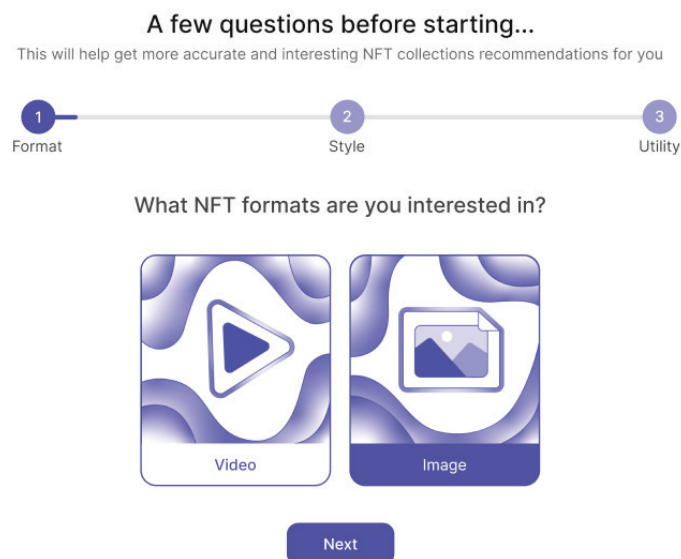 A few questions before starting...
This will help get more accurate and interesting NFT collections recommendations for you
1 2 3
Format Style Utility
What NFT formats are you interested in?
Video Image
Next